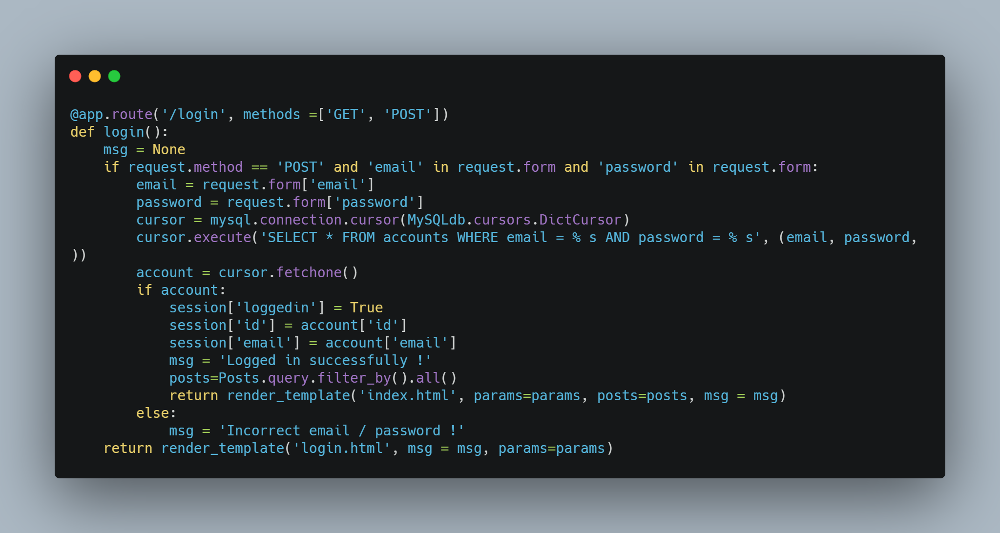 @app.route('/login', methods =['GET', 'POST'])
def login():
    msg = None
    if request.method == 'POST' and 'email' in request.form and 'password' in request.form:
        email = request.form['email']
        password = request.form['password']
        cursor = mysql.connection.cursor(MySQLdb.cursors.DictCursor)
        cursor.execute('SELECT * FROM accounts WHERE email = % s AND password = % s', (email, password,
))
        account = cursor.fetchone()
        if account:
            session['loggedin'] = True
            session['id'] = account['id']
            session['email'] = account['email']
            msg = 'Logged in successfully !'
            posts=Posts.query.filter_by().all()
            return render_template('index.html', params=params, posts=posts, msg = msg)
        else:
            msg = 'Incorrect email / password !'
    return render_template('login.html', msg = msg, params=params)